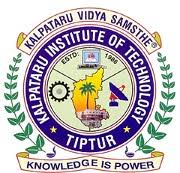 KALPATARU VIDYA SAMSTHE®
KALPATARU INSTITUTE OF TECHNOLOGY
ESTD: 1986
TIPTUR
KNOWLEDGE IS POWER